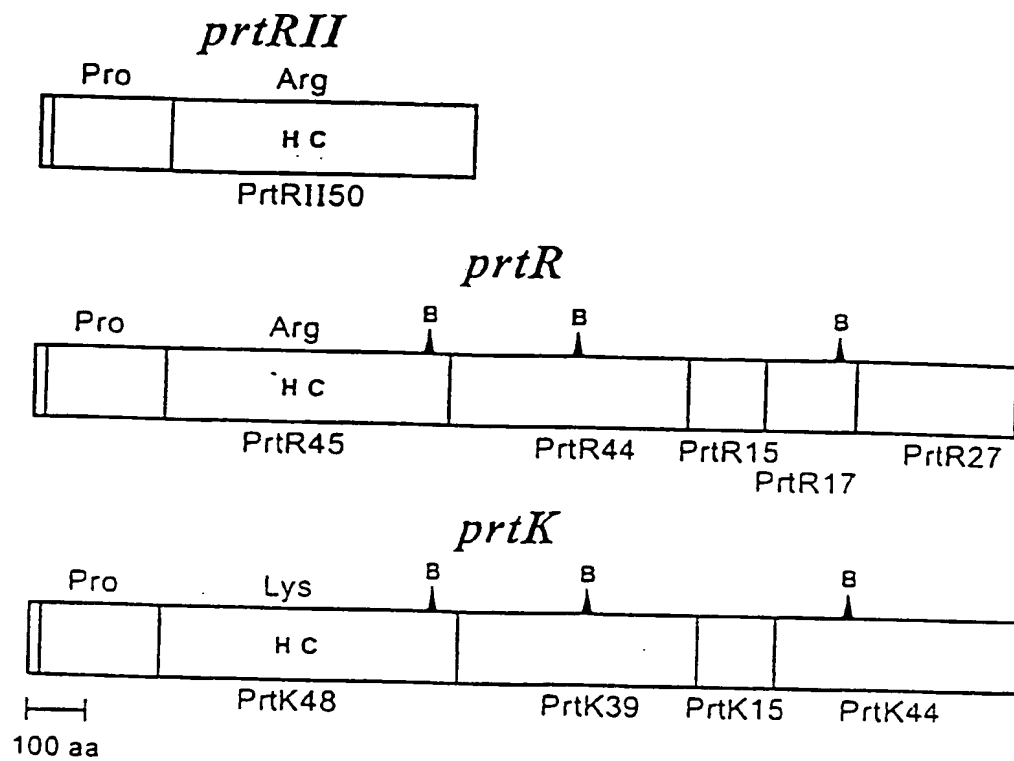 prtRII
Pro Arg
H C
PrtRII50
prtR
B B B
Pro Arg
H C
PrtR45 PrtR44 PrtR15 PrtR27
PrtR17
prtK
B B B
Pro Lys
H C
PrtK48 PrtK39 PrtK15 PrtK44
100 aa